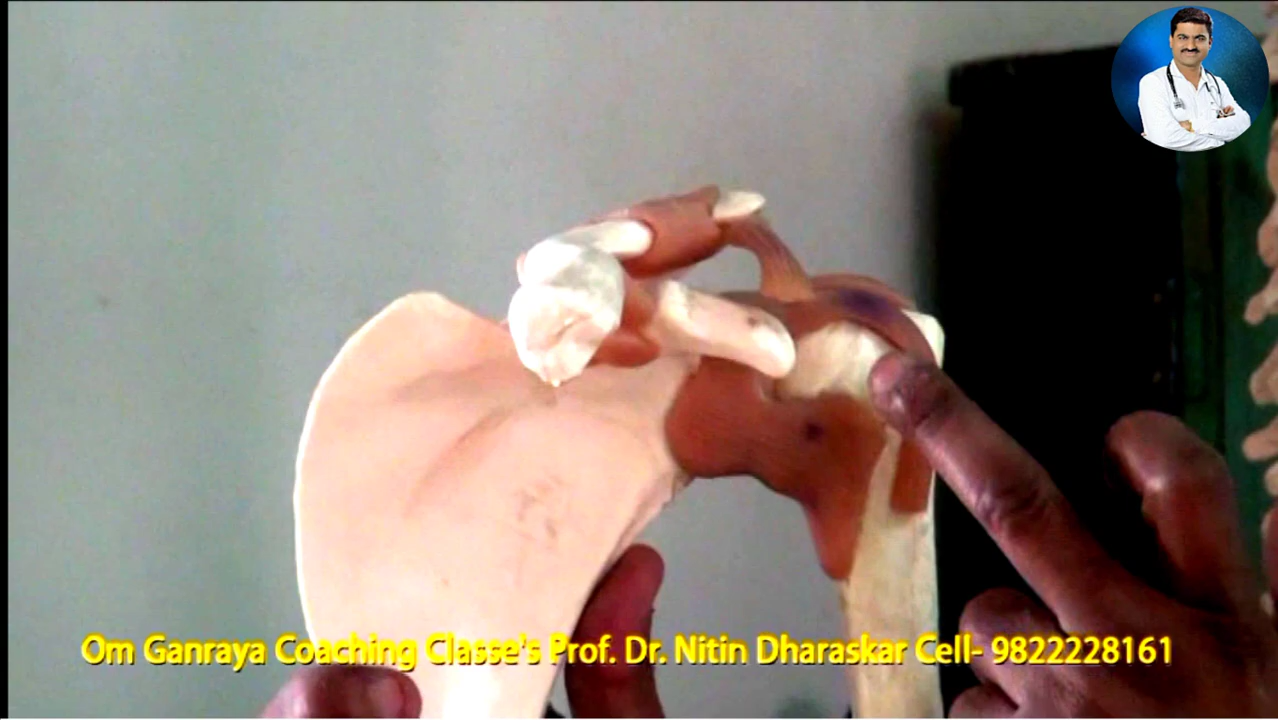 Om Ganraya Coaching Classe's Prof. Dr. Nitin Dharaskar Cell- 9822228161